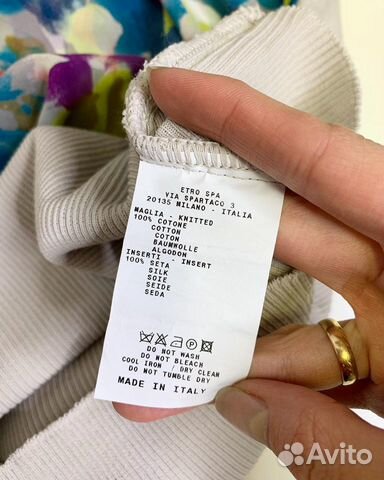 ETRO SPA
VIA SPARTACO 3
20135 MILANO - ITALIA
MAGLIA - KNITTED
100% COTONE
COTTON
COTON
BAUMWOLLE
ALGODON
INSERTI - INSERT
100% SETA
SILK
SOIE
SEIDE
SEDA
DO NOT WASH
DO NOT BLEACH
COOL IRON / DRY CLEAN
DO NOT TUMBLE DRY
MADE IN ITALY
Avito